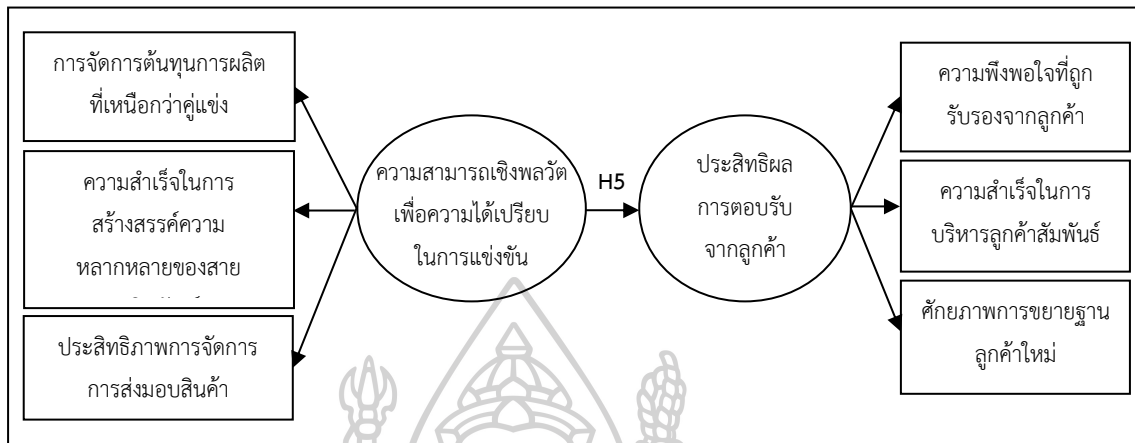 การจัดการต้นทุนการผลิต
ที่เหนือกว่าคู่แข่ง
ความสำเร็จในการ
สร้างสรรค์ความ
หลากหลายของสาย
ประสิทธิภาพการจัดการ
การส่งมอบสินค้า
ความสามารถเชิงพลวัต
เพื่อความได้เปรียบ
ในการแข่งขัน
H5
ประสิทธิผล
การตอบรับ
จากลูกค้า
ความพึงพอใจที่ถูก
รับรองจากลูกค้า
ความสำเร็จในการ
บริหารลูกค้าสัมพันธ์
ศักยภาพการขยายฐาน
ลูกค้าใหม่